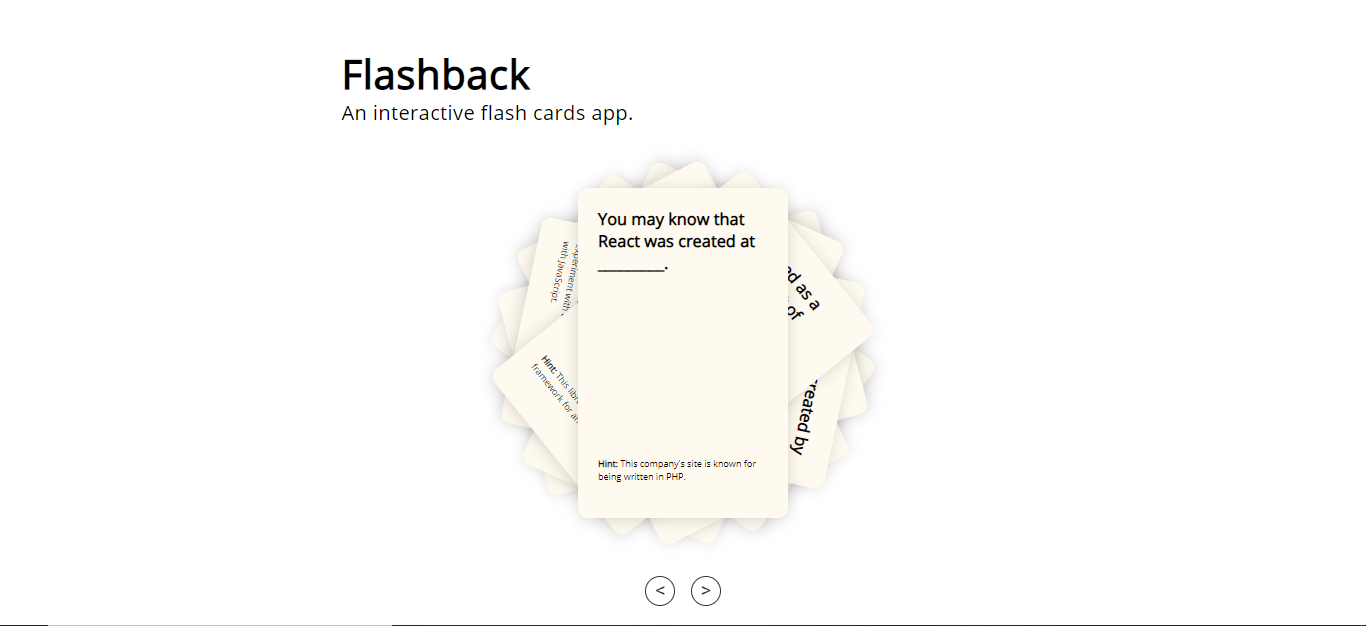 Flashback
An interactive flash cards app.
You may know that
React was created at
_________.
Hint: This company's site is known for
being written in PHP.
experiment with
with JavaScript.
Hint: This
framework for
as a
of
created by
< >